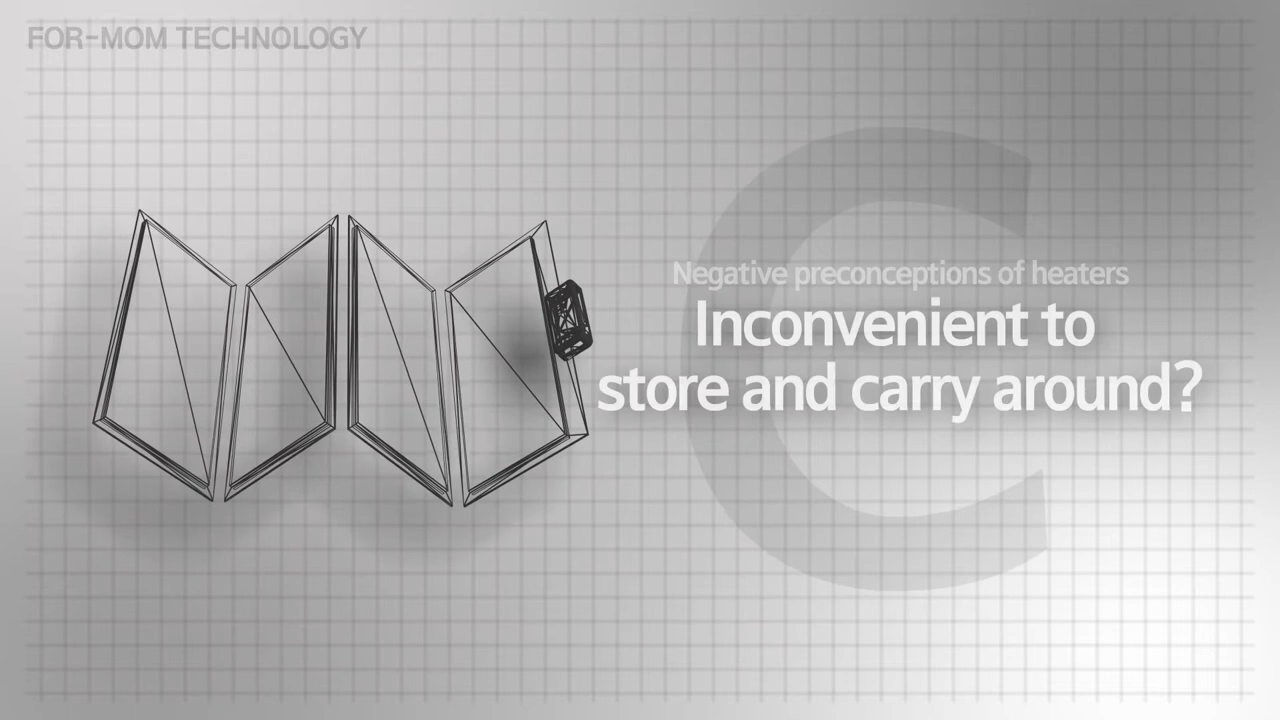 FOR-MOM TECHNOLOGY
C
Negative preconceptions of heaters
Inconvenient to
store and carry around?